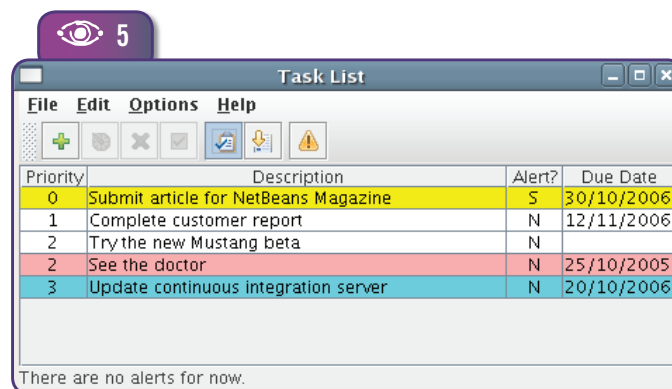 5
Task List
File Edit Options Help
Priority Description Alert? Due Date
0 Submit article for NetBeans Magazine S 30/10/2006
1 Complete customer report N 12/11/2006
2 Try the new Mustang beta N
2 See the doctor N 25/10/2005
3 Update continuous integration server N 20/10/2006
There are no alerts for now.